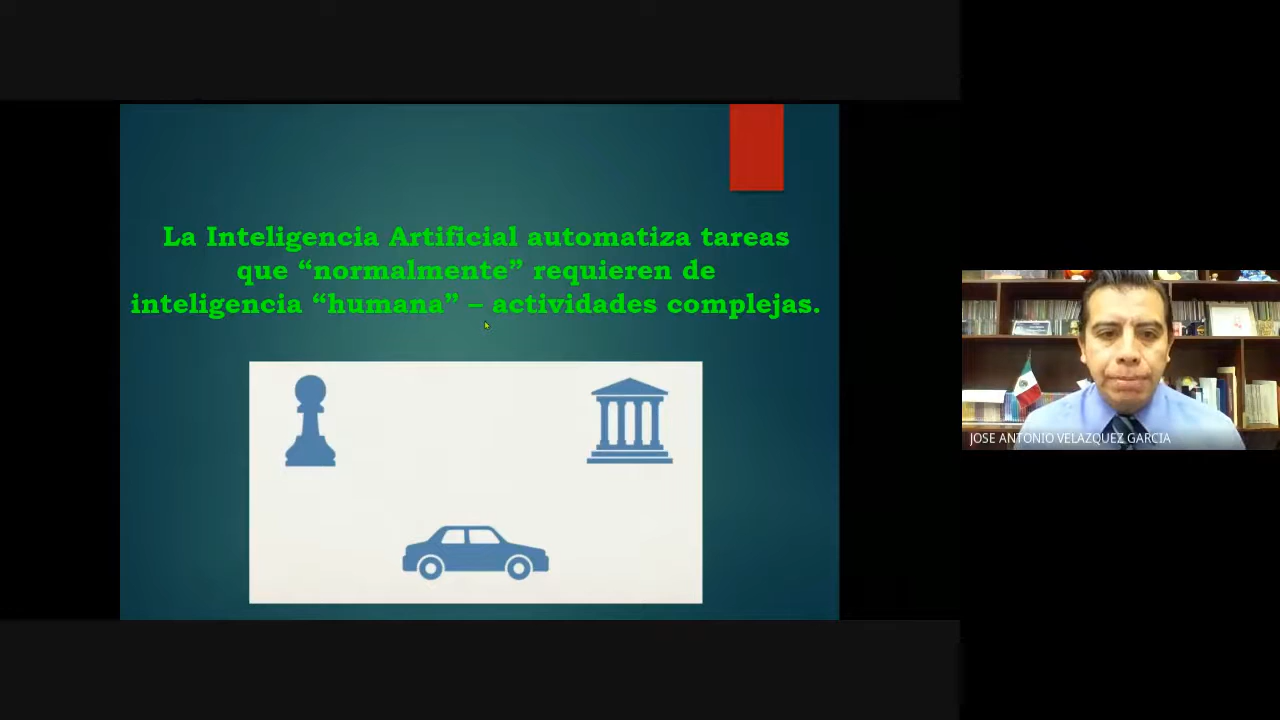 La Inteligencia Artificial automatiza tareas
que “normalmente” requieren de
inteligencia “humana” – actividades complejas.
JOSE ANTONIO VELAZQUEZ GARCIA